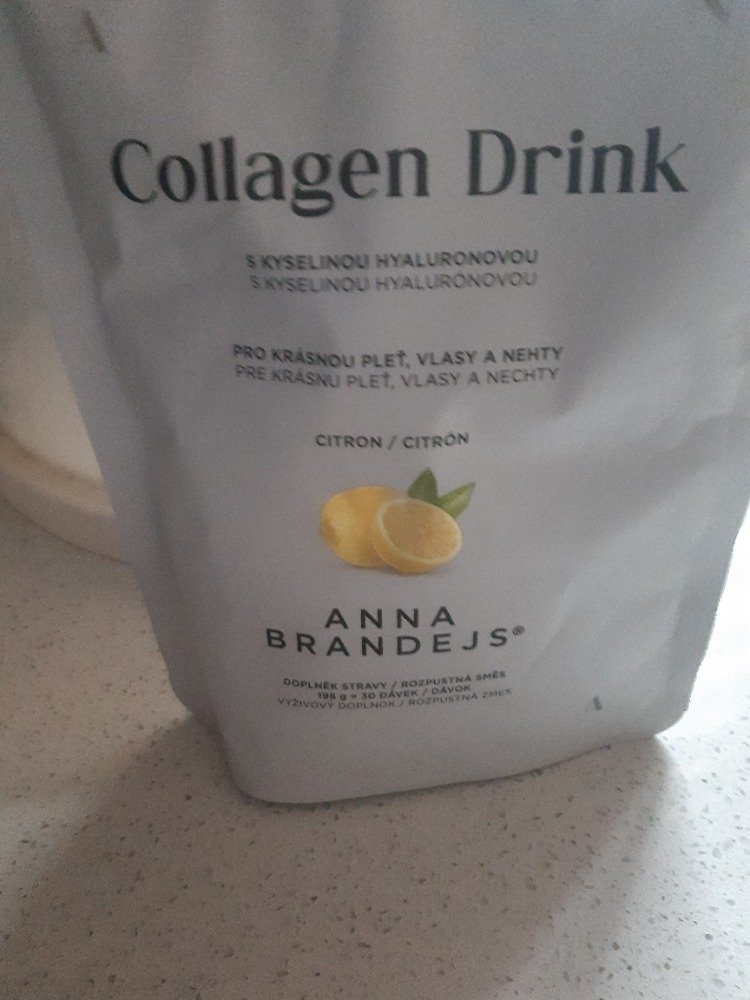 Collagen Drink
S KYSELINOU HYALURONOVOU
S KYSELINOU HYALURÓNOVOU
PRO KRÁSNOU PLEŤ, VLASY A NEHTY
PRE KRÁSNU PLEŤ, VLASY A NECHTY
CITRON / CITRÓN
ANNA
BRANDEJS®
DOPLNĚK STRAVY / ROZPUSTNÁ SMĚS
198 g = 30 DÁVEK / DÁVOK
VÝŽIVOVÝ DOPLNOK / ROZPUSTNÁ ZMES